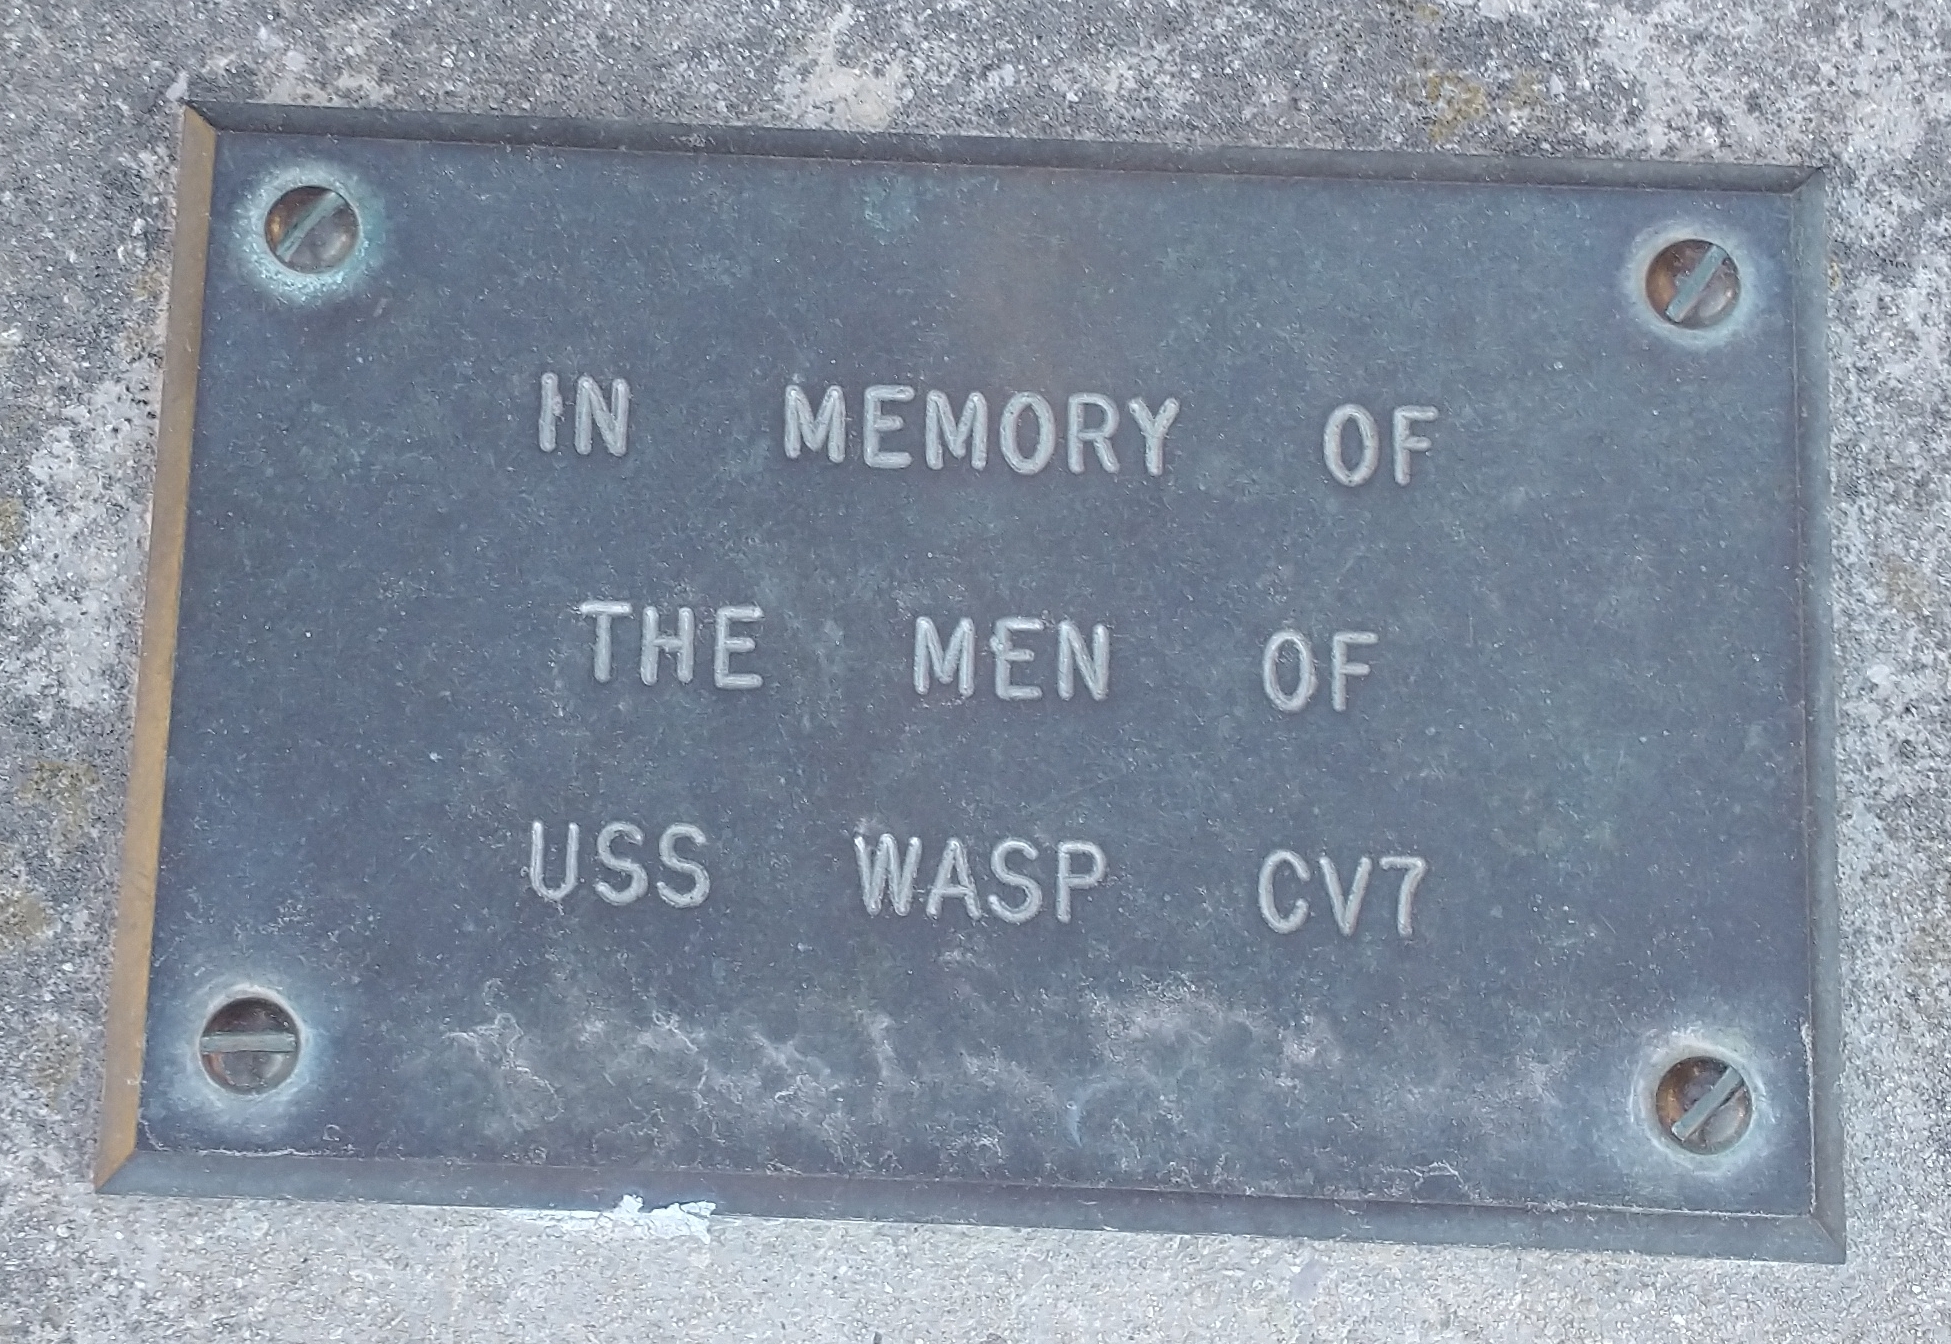 IN MEMORY OF
THE MEN OF
USS WASP CV7